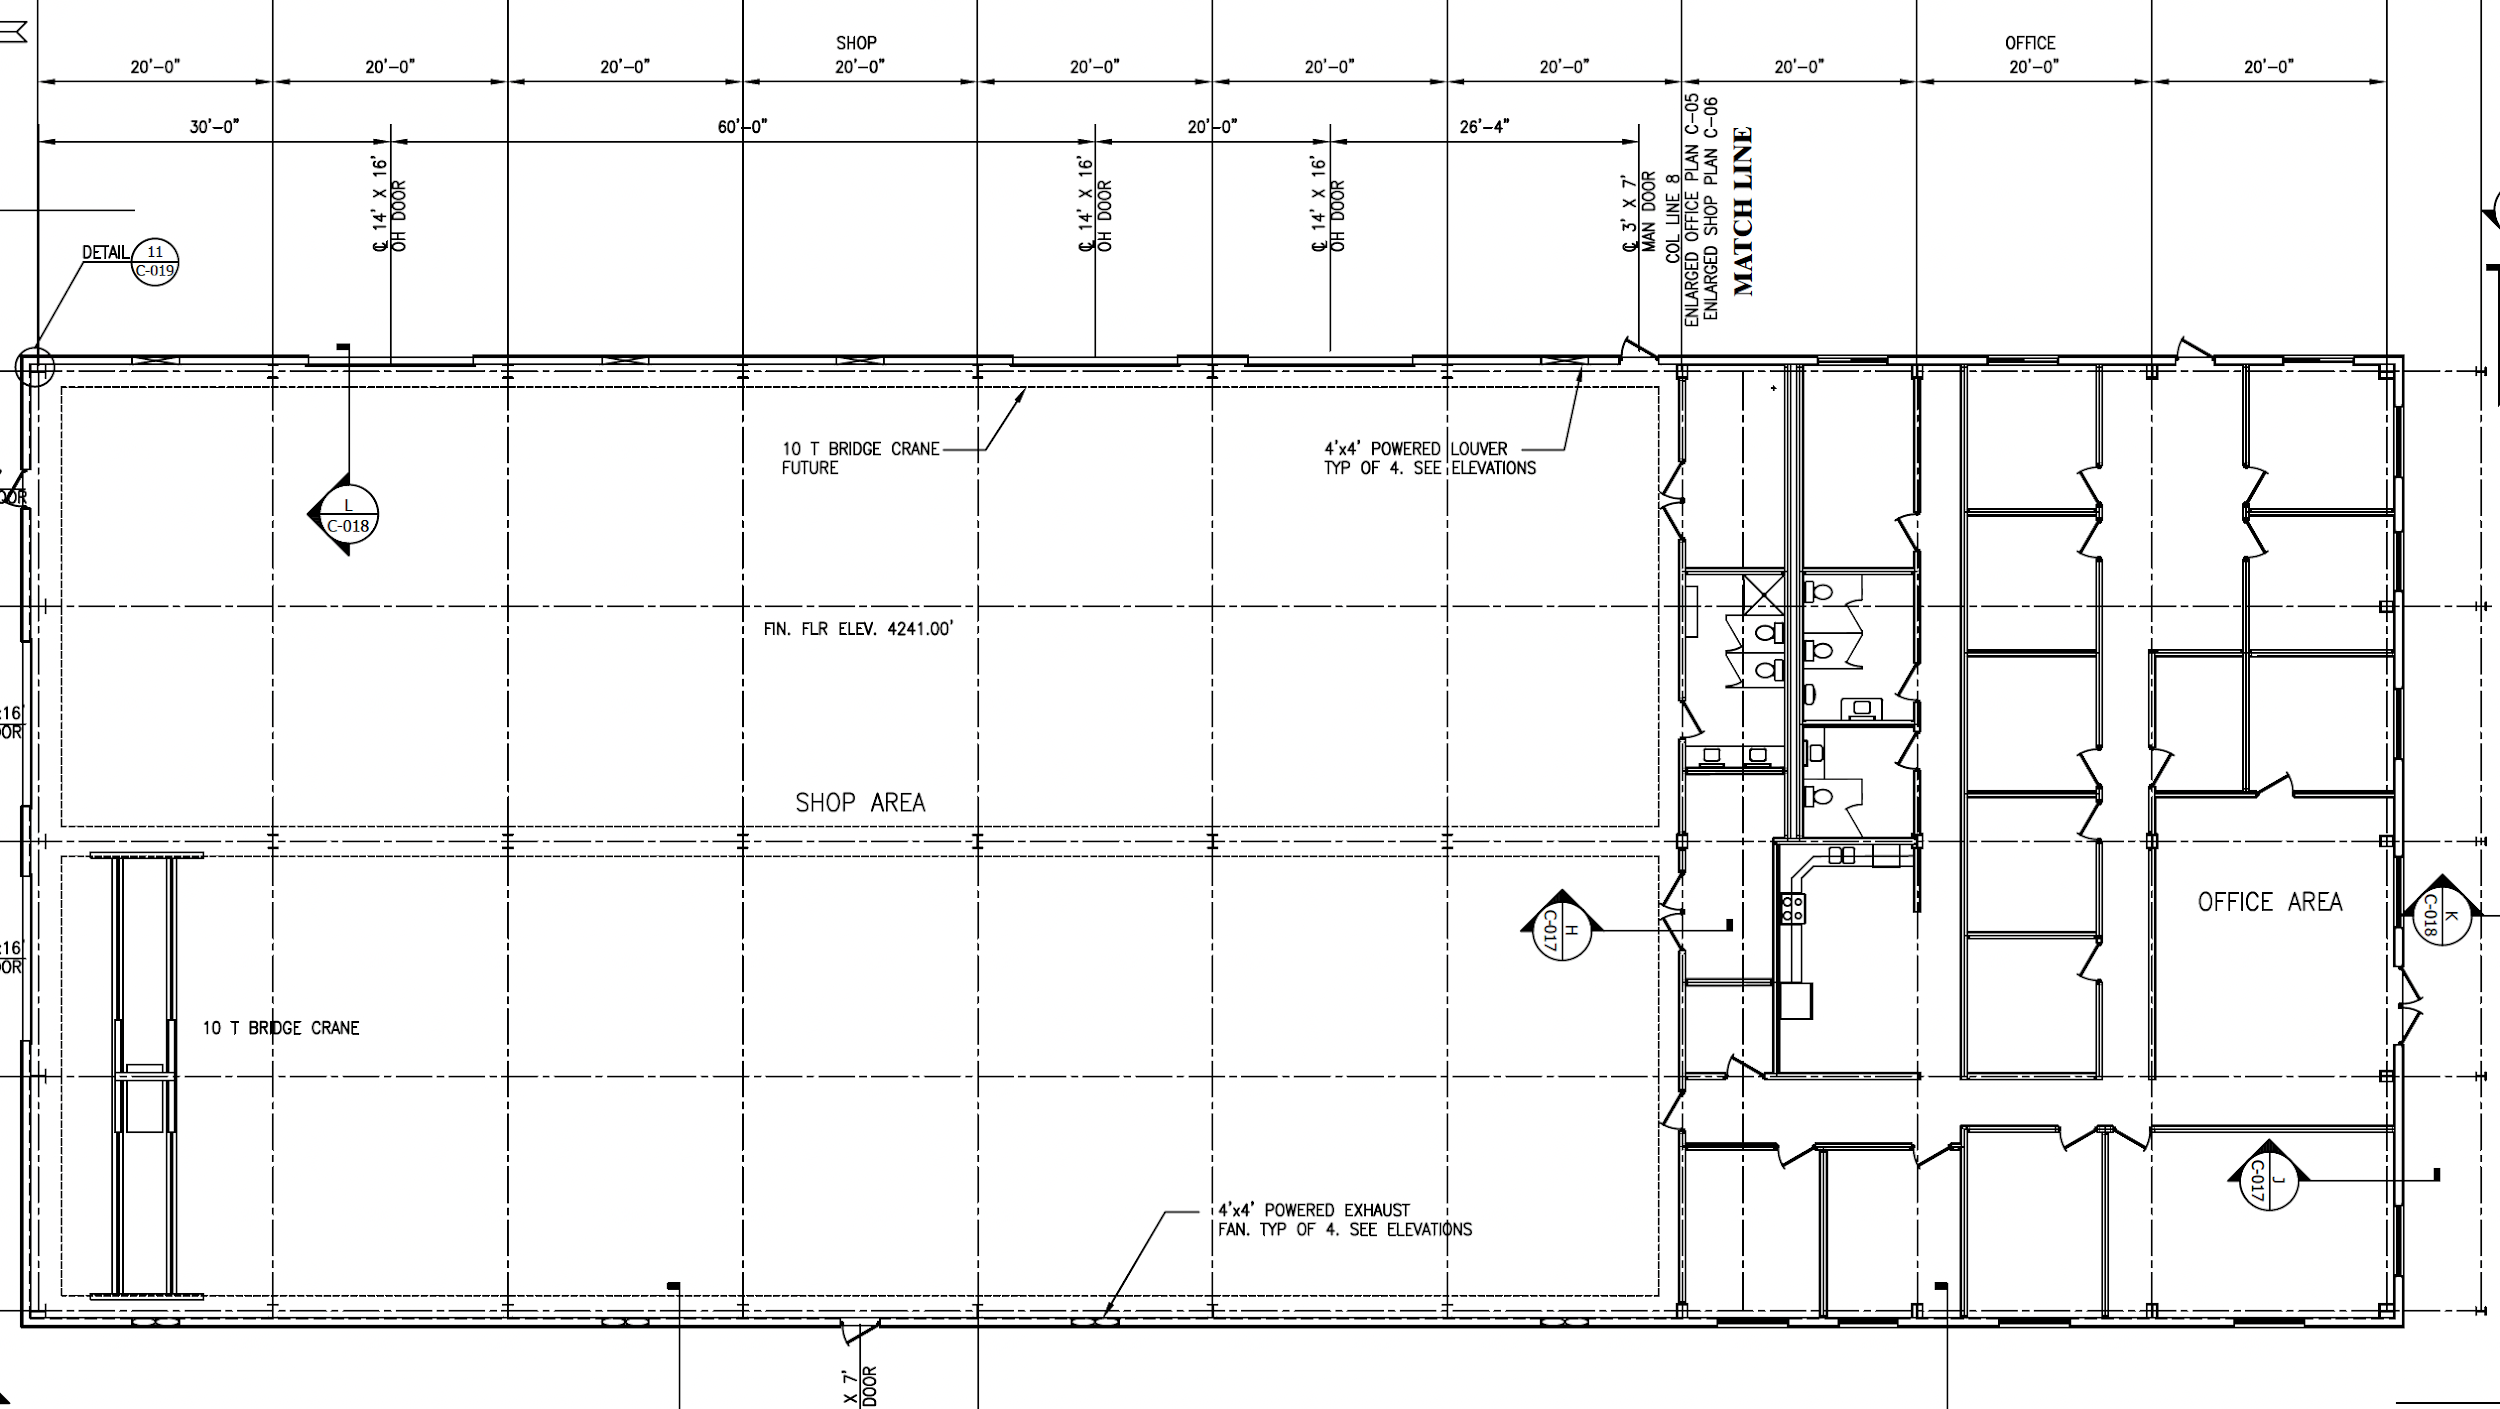 SHOP
OFFICE
20'-0"
20'-0"
20'-0"
20'-0"
20'-0"
20'-0"
20'-0"
20'-0"
20'-0"
20'-0"
30'-0"
60'-0"
20'-0"
26'-4"
℄ 14' X 16'
OH DOOR
℄ 14' X 16'
OH DOOR
℄ 14' X 16'
OH DOOR
℄ 3' X 7'
MAN DOOR
COL LINE 8
ENLARGED OFFICE PLAN C-05
ENLARGED SHOP PLAN C-06
MATCH LINE
DETAIL
11
C-019
10 T BRIDGE CRANE
FUTURE
4'x4' POWERED LOUVER
TYP OF 4. SEE ELEVATIONS
L
C-018
FIN. FLR ELEV. 4241.00'
16'
SHOP AREA
OFFICE AREA
H
C-017
K
C-018
16'
10 T BRIDGE CRANE
J
C-017
4'x4' POWERED EXHAUST
FAN. TYP OF 4. SEE ELEVATIONS
X 7'
DOOR